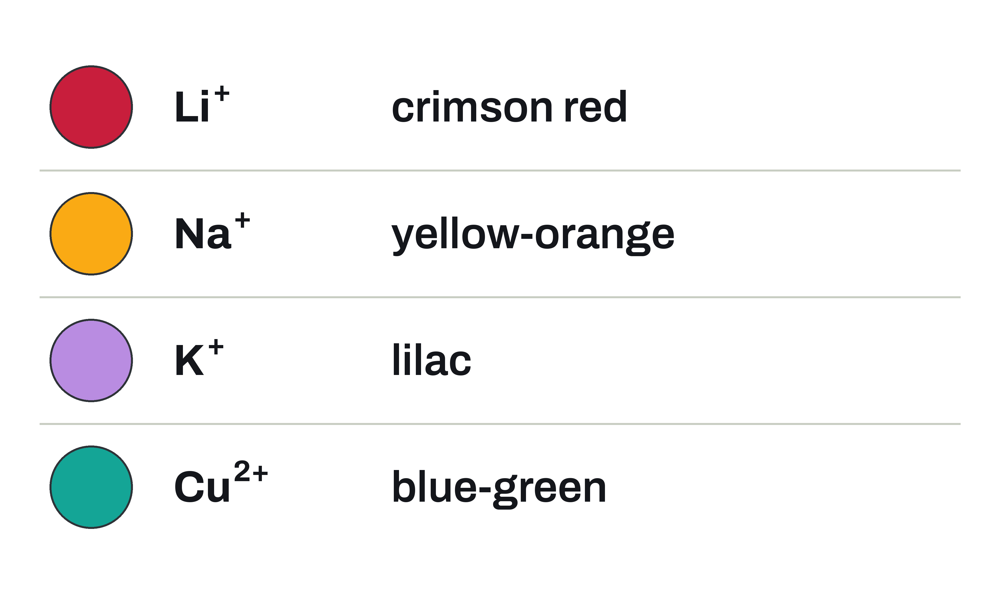 Li⁺ crimson red
Na⁺ yellow-orange
K⁺ lilac
Cu²⁺ blue-green